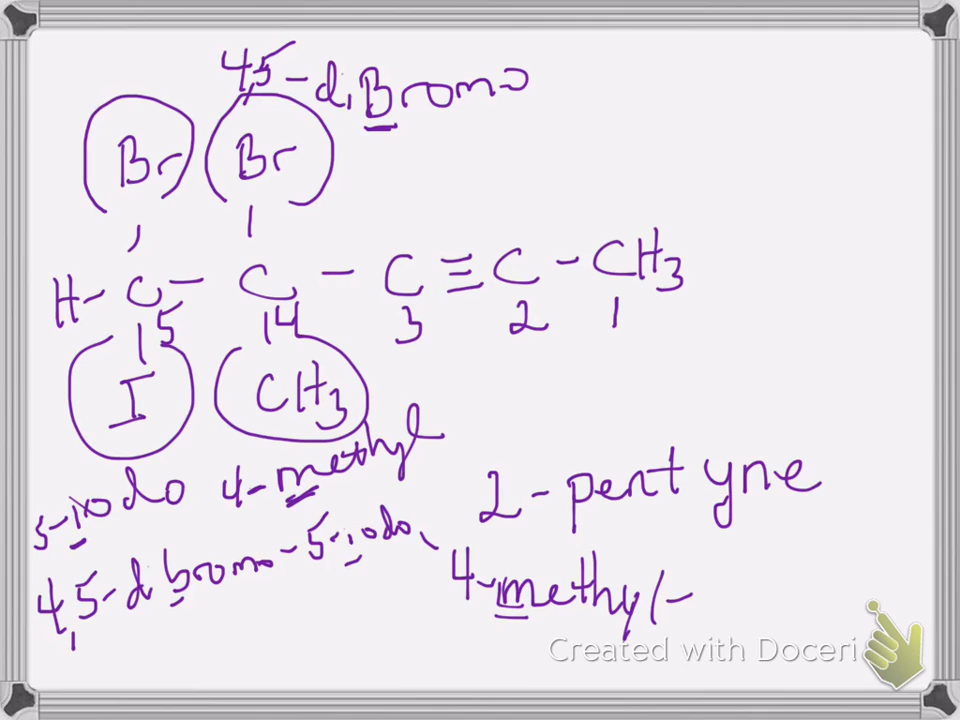 4,5-diBromo
Br Br
H-C-C-C≡C-CH3
5 4 3 2 1
I CH3
5-iodo 4-methyl
2-pentyne
4,5-dibromo-5-iodo-
4-methyl-
Created with Doceri